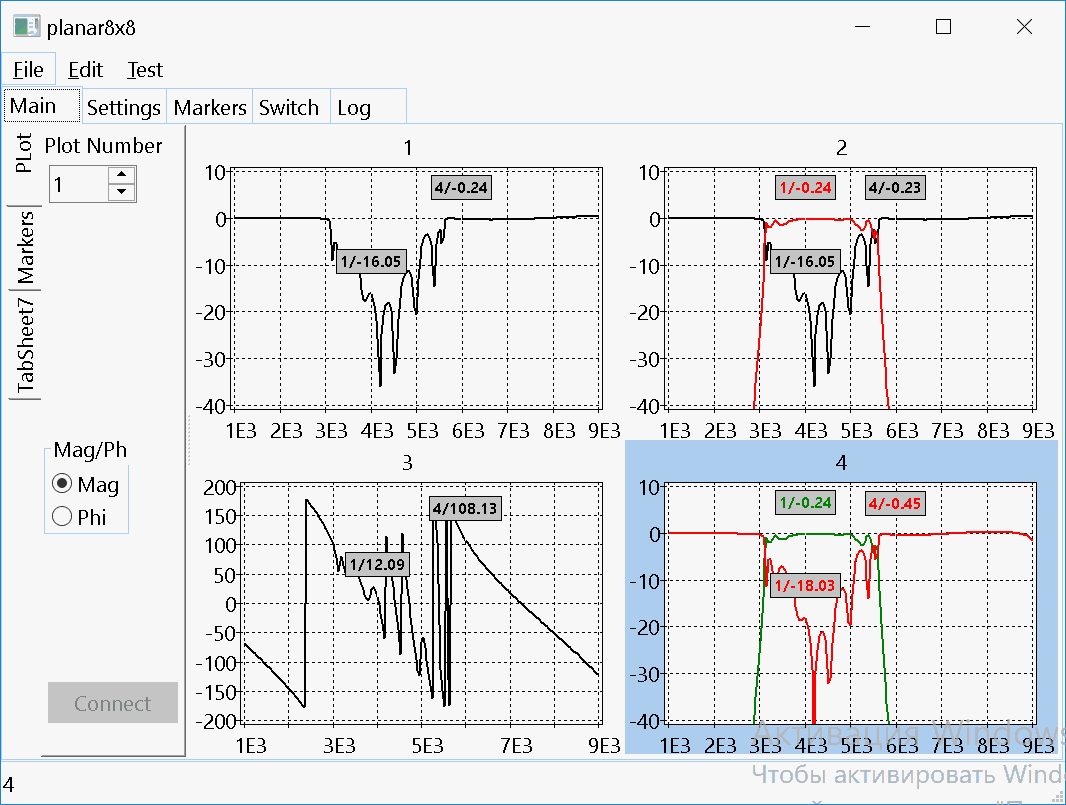 planar8x8
File Edit Test
Main Settings Markers Switch Log
PLot
Markers
TabSheet7
Plot Number
1
Mag/Ph
Mag
Phi
Connect
1
10
0
-10
-20
-30
-40
4/-0.24
1/-16.05
1E3 2E3 3E3 4E3 5E3 6E3 7E3 8E3 9E3
2
10
0
-10
-20
-30
-40
1/-0.24 4/-0.23
1/-16.05
1E3 2E3 3E3 4E3 5E3 6E3 7E3 8E3 9E3
3
200
150
100
50
0
-50
-100
-150
-200
4/108.13
1/12.09
1E3 3E3 5E3 7E3 9E3
4
10
0
-10
-20
-30
-40
1/-0.24 4/-0.45
1/-18.03
1E3 2E3 3E3 4E3 5E3 6E3 7E3 8E3 9E3
Активация Windows
Чтобы активировать Wind
4